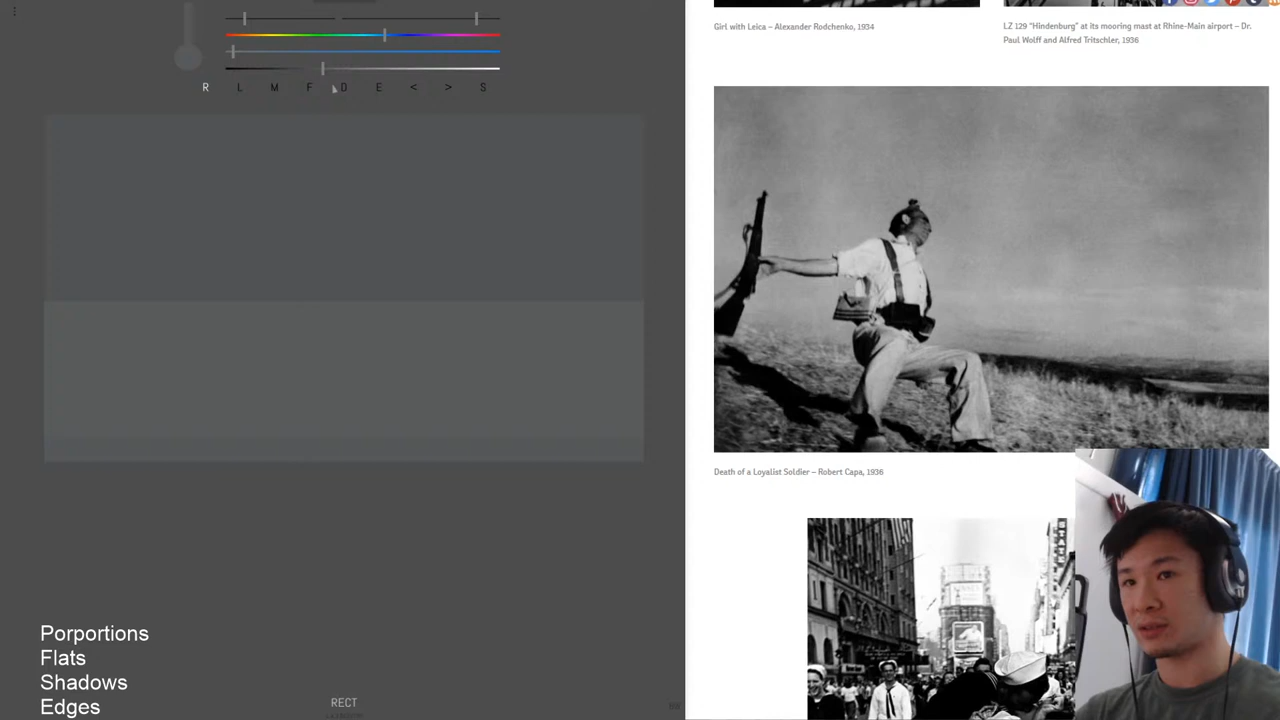 Girl with Leica – Alexander Rodchenko, 1934
LZ 129 “Hindenburg” at its mooring mast at Rhine-Main airport – Dr.
Paul Wolff and Alfred Tritschler, 1936
R L M F D E < > S
Death of a Loyalist Soldier – Robert Capa, 1936
Porportions
Flats
Shadows
Edges
RECT